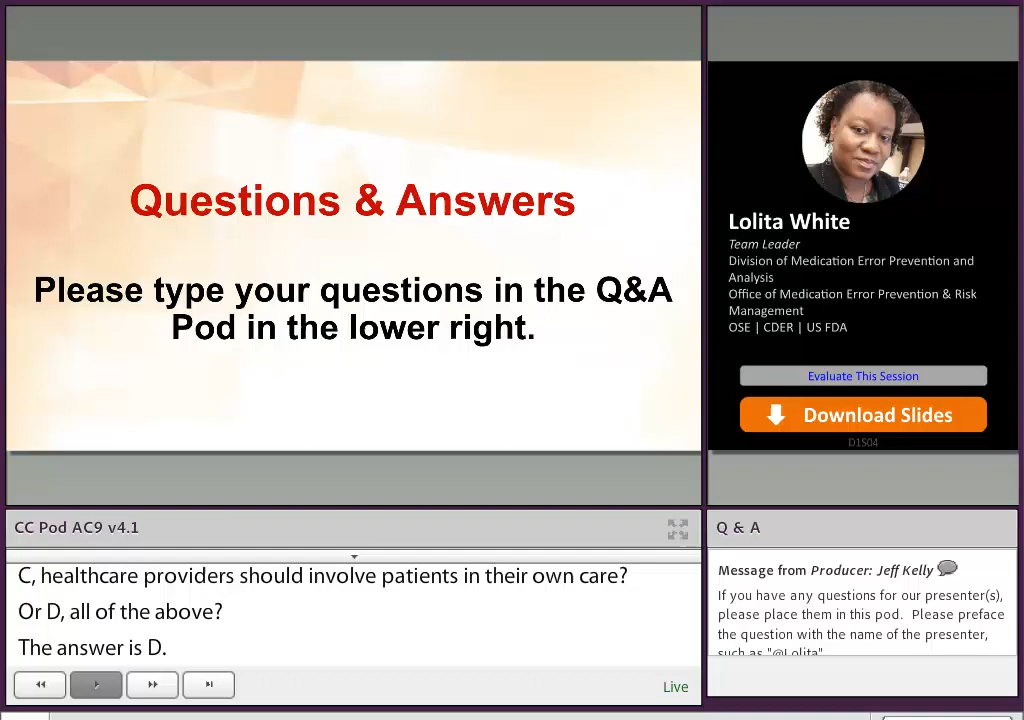 Questions & Answers
Please type your questions in the Q&A
Pod in the lower right.
Lolita White
Team Leader
Division of Medication Error Prevention and
Analysis
Office of Medication Error Prevention & Risk
Management
OSE | CDER | US FDA
Evaluate This Session
Download Slides
D1S04
CC Pod AC9 v4.1
C, healthcare providers should involve patients in their own care?
Or D, all of the above?
The answer is D.
Live
Q & A
Message from Producer: Jeff Kelly
If you have any questions for our presenter(s),
please place them in this pod. Please preface
the question with the name of the presenter,
such as "@Lolita"